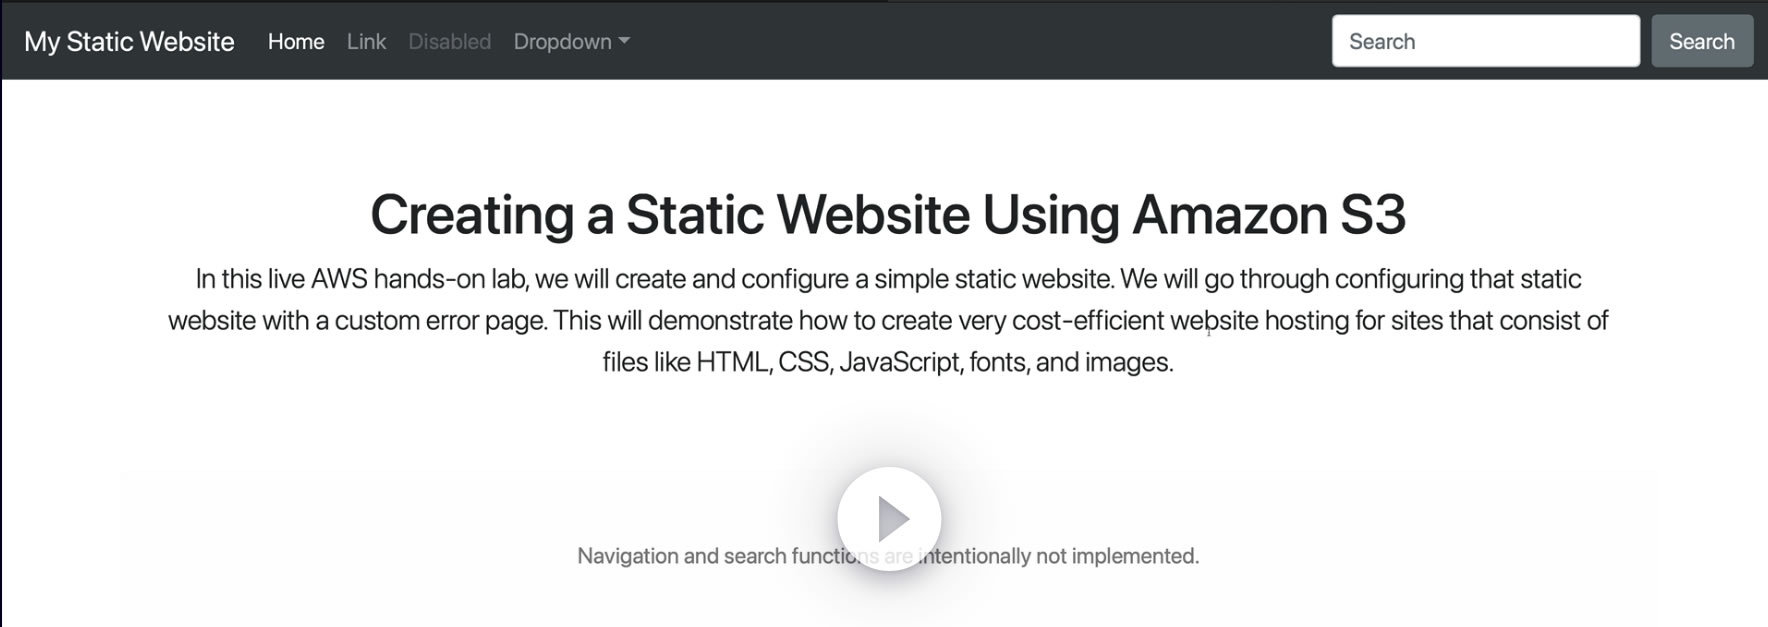 My Static Website Home Link Disabled Dropdown Search Search
Creating a Static Website Using Amazon S3
In this live AWS hands-on lab, we will create and configure a simple static website. We will go through configuring that static
website with a custom error page. This will demonstrate how to create very cost-efficient website hosting for sites that consist of
files like HTML, CSS, JavaScript, fonts, and images.
Navigation and search functions are intentionally not implemented.